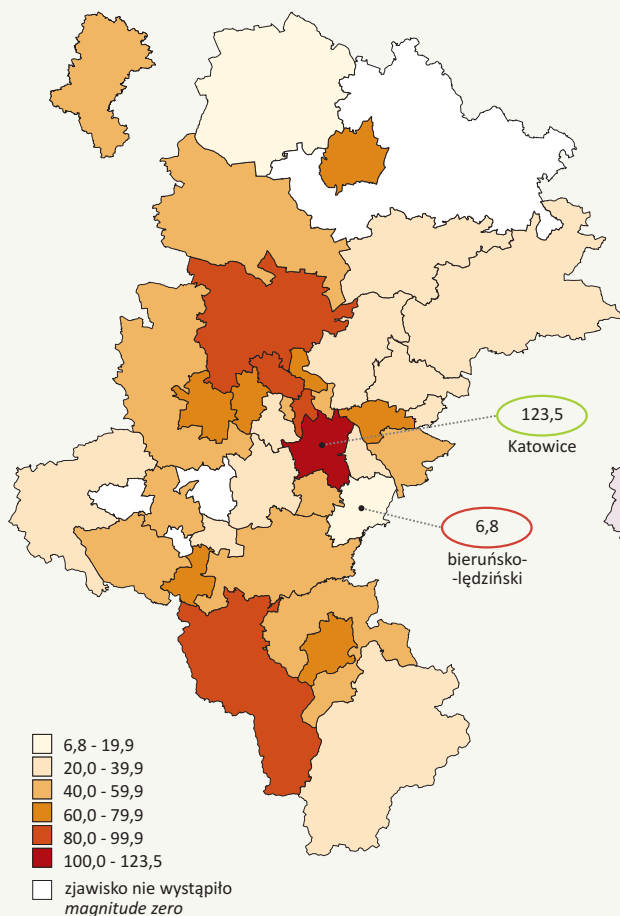 123,5
Katowice
6,8
bieruńsko-
-lędziński
6,8 - 19,9
20,0 - 39,9
40,0 - 59,9
60,0 - 79,9
80,0 - 99,9
100,0 - 123,5
zjawisko nie wystąpiło
magnitude zero